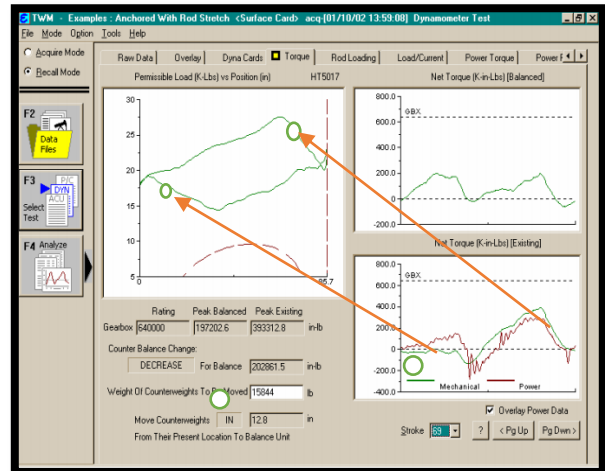 TWM - Examples : Anchored With Rod Stretch <Surface Card> acq-[01/10/02 13:59:08] Dynamometer Test
File Mode Option Tools Help
Acquire Mode
Recall Mode
Raw Data Overlay Dyna Cards Torque Rod Loading Load/Current Power Torque Power
F2
Data
Files
F3
P/C
DYN
ACU
Select
Test
F4 Analyze
Permissible Load (K-Lbs) vs Position (in) HT5017
30
25
20
15
10
5
0
Net Torque (K-in-Lbs) [Balanced]
800.0
GBX
600.0
400.0
200.0
0
-200.0
Net Torque (K-in-Lbs) [Existing]
800.0
GBX
600.0
400.0
200.0
0
-200.0
-400.0
Mechanical Power
Rating Peak Balanced Peak Existing
Gearbox 640000 197202.6 393312.8 in-lb
Counter Balance Change:
DECREASE For Balance 202861.5 in-lb
Weight Of Counterweights To Be Moved 15844 lb
Move Counterweights IN 12.8 in
From Their Present Location To Balance Unit
Overlay Power Data
Stroke 69 ? < Pg Up Pg Dwn >